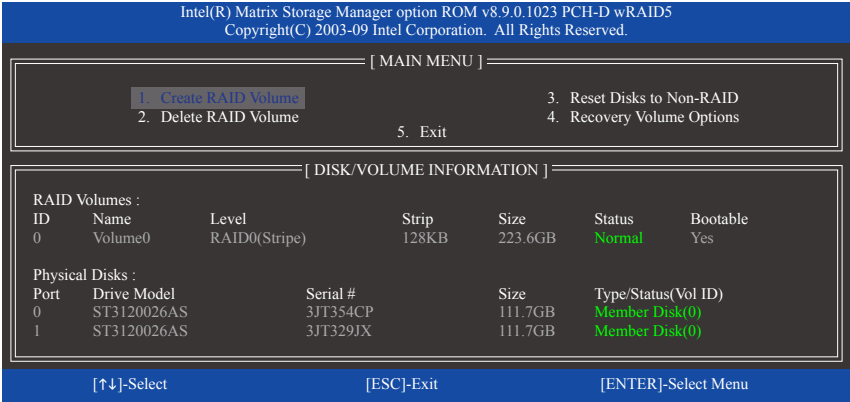 Intel(R) Matrix Storage Manager option ROM v8.9.0.1023 PCH-D wRAID5
Copyright(C) 2003-09 Intel Corporation. All Rights Reserved.
[ MAIN MENU ]
1. Create RAID Volume 3. Reset Disks to Non-RAID
2. Delete RAID Volume 4. Recovery Volume Options
5. Exit
[ DISK/VOLUME INFORMATION ]
RAID Volumes :
ID Name Level Strip Size Status Bootable
0 Volume0 RAID0(Stripe) 128KB 223.6GB Normal Yes
Physical Disks :
Port Drive Model Serial # Size Type/Status(Vol ID)
0 ST3120026AS 3JT354CP 111.7GB Member Disk(0)
1 ST3120026AS 3JT329JX 111.7GB Member Disk(0)
[↑↓]-Select [ESC]-Exit [ENTER]-Select Menu